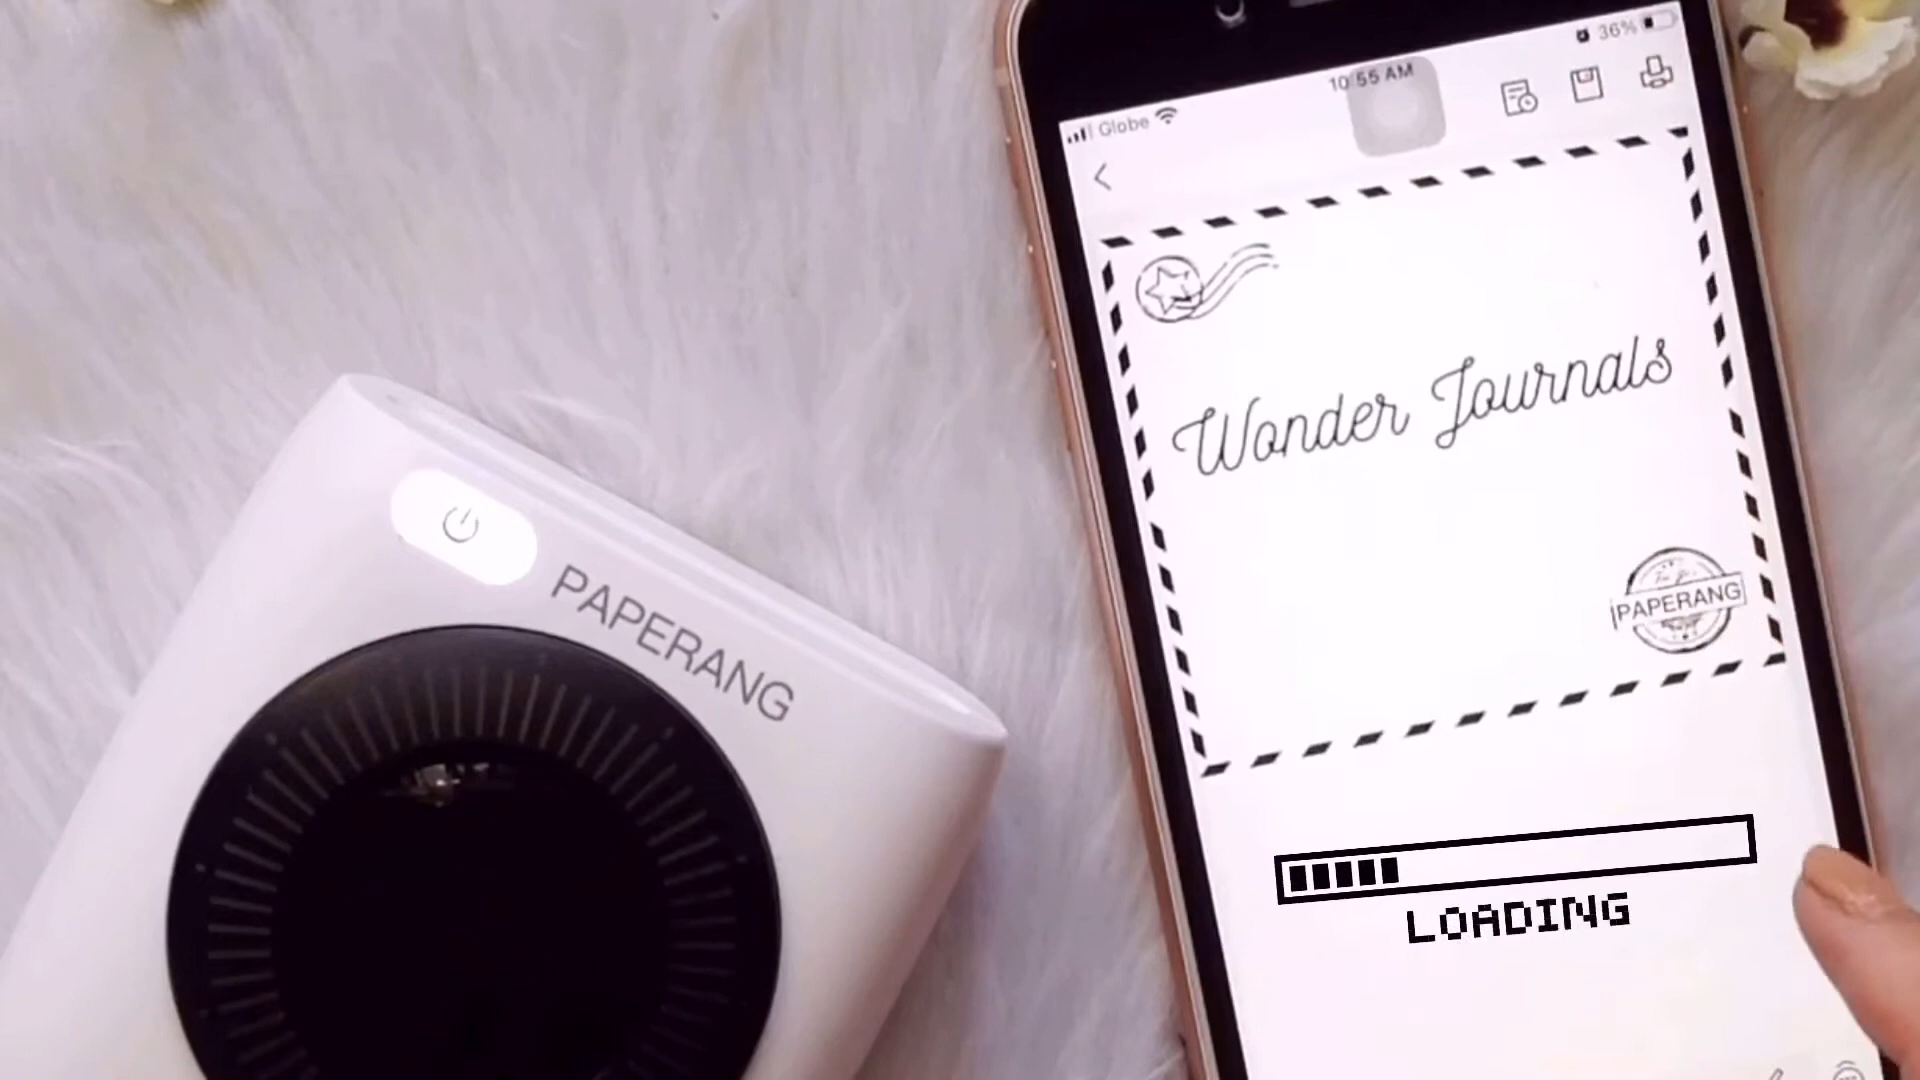 36%
10:55 AM
Globe
Wonder Journals
PAPERANG
PAPERANG
LOADING